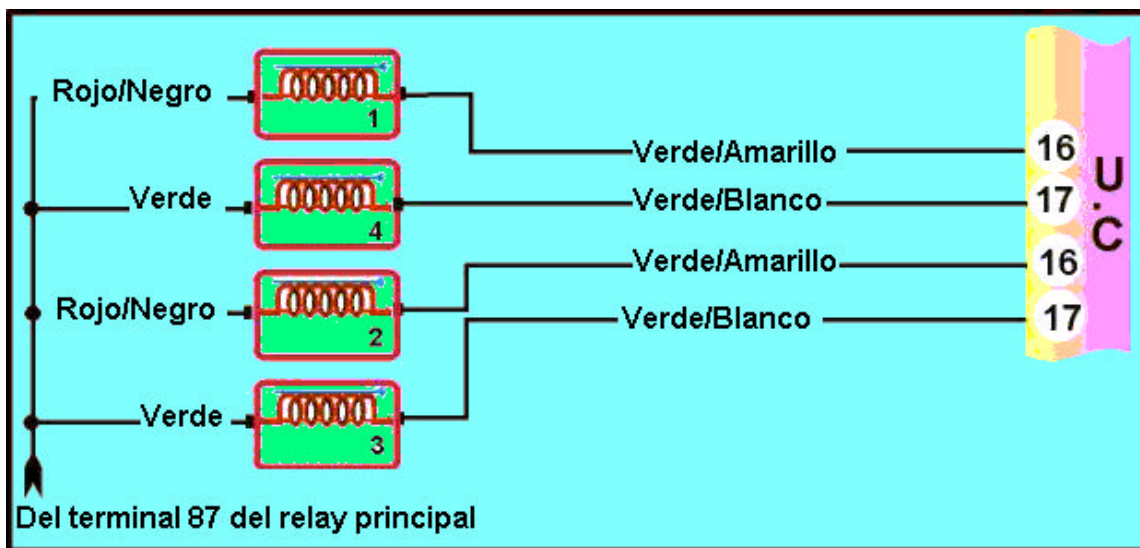 Rojo/Negro
1
Verde/Amarillo
16
Verde
4
Verde/Blanco
17
U.C
Rojo/Negro
2
Verde/Amarillo
16
Verde
3
Verde/Blanco
17
Del terminal 87 del relay principal